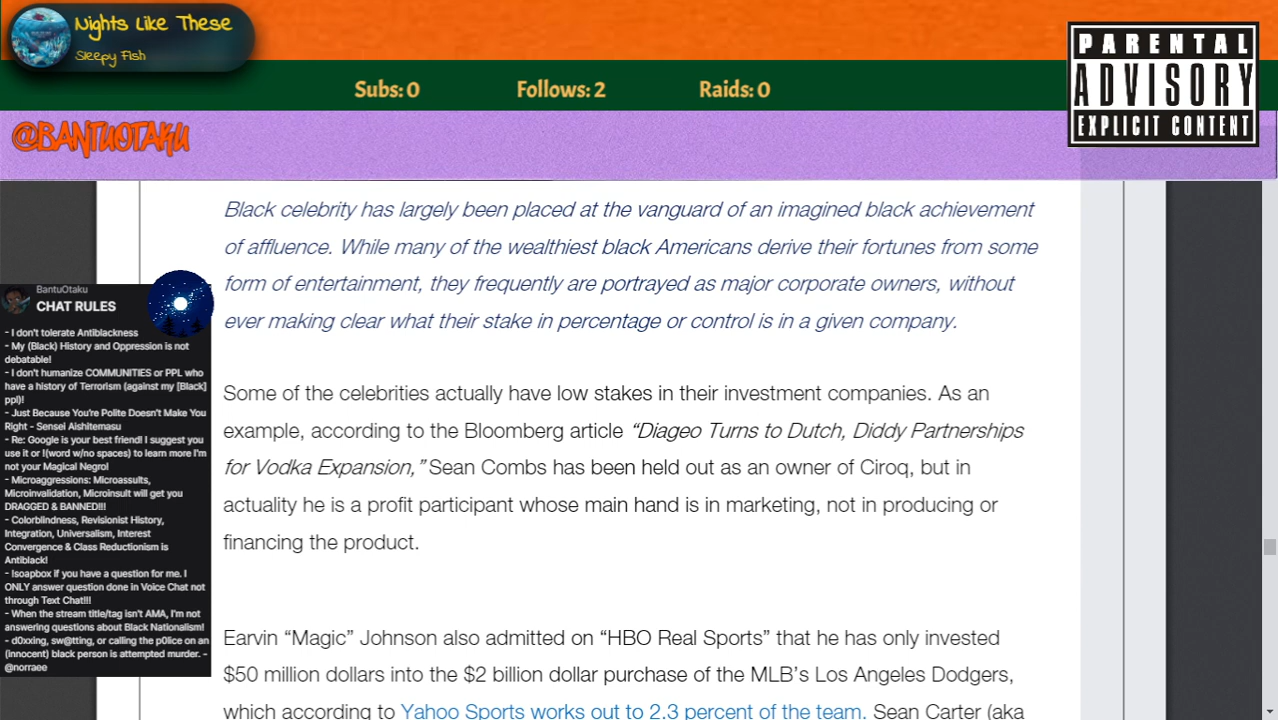 Nights Like These
Sleepy Fish
PARENTAL
ADVISORY
EXPLICIT CONTENT
Subs: 0
Follows: 2
Raids: 0
@BANTUOTAKU
Black celebrity has largely been placed at the vanguard of an imagined black achievement
of affluence. While many of the wealthiest black Americans derive their fortunes from some
form of entertainment, they frequently are portrayed as major corporate owners, without
ever making clear what their stake in percentage or control is in a given company.
Some of the celebrities actually have low stakes in their investment companies. As an
example, according to the Bloomberg article “Diageo Turns to Dutch, Diddy Partnerships
for Vodka Expansion,” Sean Combs has been held out as an owner of Ciroq, but in
actuality he is a profit participant whose main hand is in marketing, not in producing or
financing the product.
Earvin “Magic” Johnson also admitted on “HBO Real Sports” that he has only invested
$50 million dollars into the $2 billion dollar purchase of the MLB’s Los Angeles Dodgers,
which according to Yahoo Sports works out to 2.3 percent of the team. Sean Carter (aka
BantuOtaku
CHAT RULES
- I don't tolerate Antiblackness
- My (Black) History and Oppression is not
debatable!
- I don't humanize COMMUNITIES or PPL who
have a history of Terrorism (against my [Black]
ppl)!
- Just Because You're Polite Doesn't Make You
Right - Sensei Aishitemasu
- Re: Google is your best friend! I suggest you
use it or !(word w/no spaces) to learn more I'm
not your Magical Negro!
- Microaggressions: Microassults,
Microinvalidation, Microinsult will get you
DRAGGED & BANNED!!!
- Colorblindness, Revisionist History,
Integration, Universalism, Interest
Convergence & Class Reductionism is
Antiblack!
- !soapbox if you have a question for me. I
ONLY answer question done in Voice Chat not
through Text Chat!!!
- When the stream title/tag isn't AMA, I'm not
answering questions about Black Nationalism!
- d0xxing, sw@tting, or calling the p0lice on an
(innocent) black person is attempted murder. -
@norraee